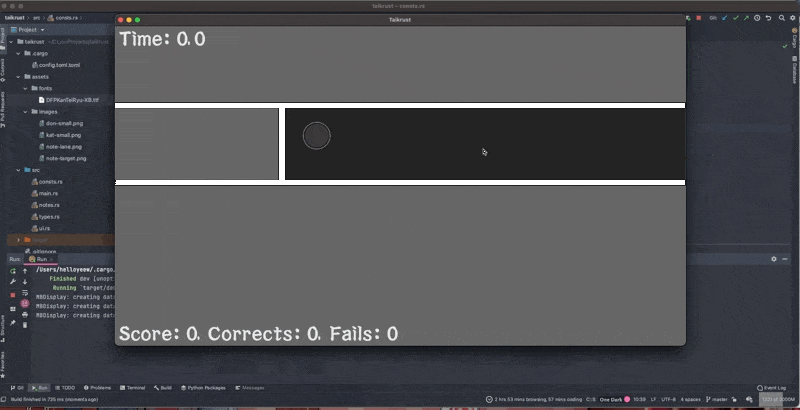 taikrust – consts.rs
taikrust › src › consts.rs
Git:
Project
taikrust
.cargo
config.toml.toml
assets
fonts
DFPKanTeiRyu-XB.ttf
images
don-small.png
kat-small.png
note-lane.png
note-target.png
src
consts.rs
main.rs
notes.rs
types.rs
ui.rs
.gitignore
Taikrust
Time: 0.0
Score: 0. Corrects: 0. Fails: 0
Project
Commit
Pull Requests
Structure
Favorites
Cargo
Database
Run:
Run
/Users/helloyeew/.cargo
Finished dev [unopt
Running `target/de
MBDisplay: creating dat
MBDisplay: creating dat
MBDisplay: creating dat
Git
Run
TODO
Problems
Terminal
Build
Python Packages
Messages
Event Log
Build finished in 725 ms (moments ago)
2 hrs 53 mins browsing, 57 mins coding
One Dark
10:39
LF
UTF-8
4 spaces
master